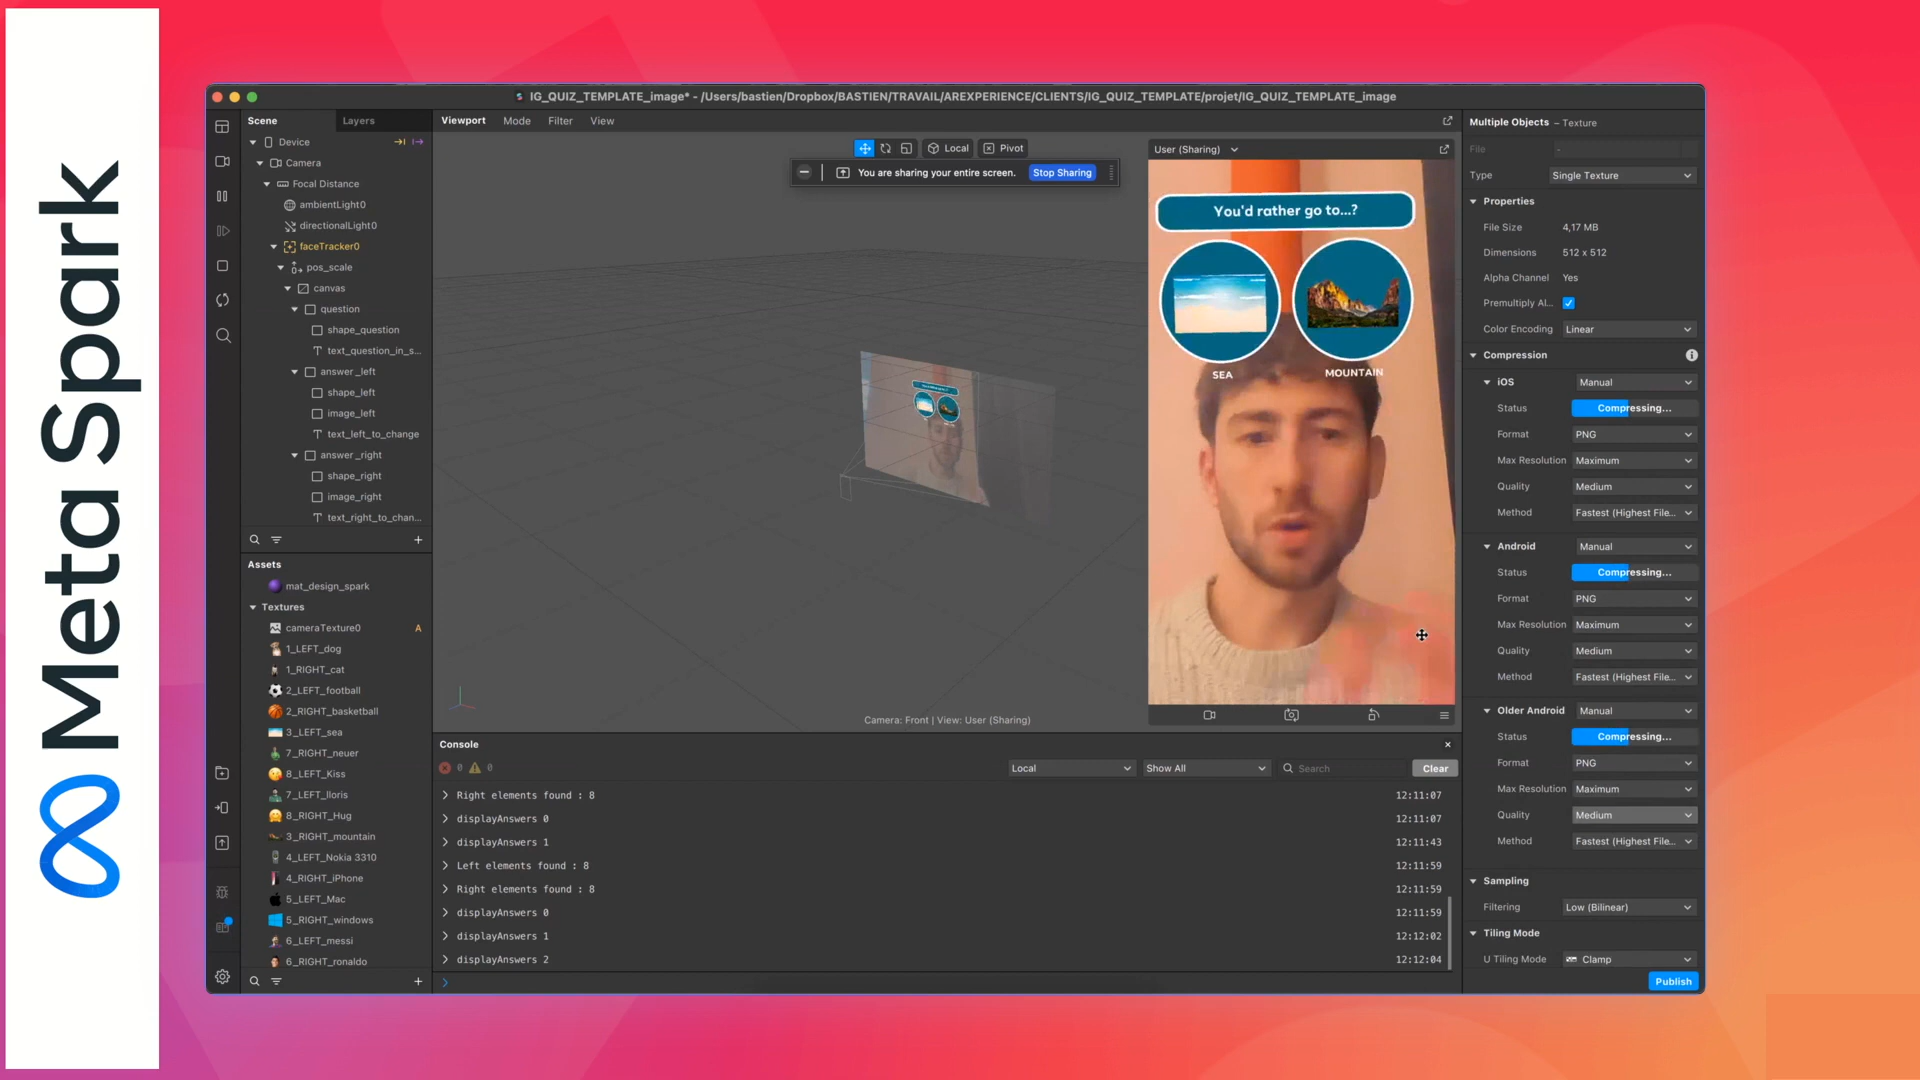 Meta Spark
IG_QUIZ_TEMPLATE_image* - /Users/bastien/Dropbox/BASTIEN/TRAVAIL/AREXPERIENCE/CLIENTS/IG_QUIZ_TEMPLATE/projet/IG_QUIZ_TEMPLATE_image
Scene Layers
Device
Camera
Focal Distance
ambientLight0
directionalLight0
faceTracker0
pos_scale
canvas
question
shape_question
text_question_in_s...
answer_left
shape_left
image_left
text_left_to_change
answer_right
shape_right
image_right
text_right_to_chan...
Assets
mat_design_spark
Textures
cameraTexture0 A
1_LEFT_dog
1_RIGHT_cat
2_LEFT_football
2_RIGHT_basketball
3_LEFT_sea
7_RIGHT_neuer
8_LEFT_Kiss
7_LEFT_lloris
8_RIGHT_Hug
3_RIGHT_mountain
4_LEFT_Nokia 3310
4_RIGHT_iPhone
5_LEFT_Mac
5_RIGHT_windows
6_LEFT_messi
6_RIGHT_ronaldo
Viewport Mode Filter View
Local Pivot
You are sharing your entire screen. Stop Sharing
User (Sharing)
You'd rather go to...?
SEA MOUNTAIN
Camera: Front | View: User (Sharing)
Console
0 0 Local Show All Search Clear
Right elements found : 8 12:11:07
displayAnswers 0 12:11:07
displayAnswers 1 12:11:43
Left elements found : 8 12:11:59
Right elements found : 8 12:11:59
displayAnswers 0 12:11:59
displayAnswers 1 12:12:02
displayAnswers 2 12:12:04
Multiple Objects – Texture
File -
Type Single Texture
Properties
File Size 4,17 MB
Dimensions 512 x 512
Alpha Channel Yes
Premultiply Al...
Color Encoding Linear
Compression
iOS Manual
Status Compressing...
Format PNG
Max Resolution Maximum
Quality Medium
Method Fastest (Highest File...
Android Manual
Status Compressing...
Format PNG
Max Resolution Maximum
Quality Medium
Method Fastest (Highest File...
Older Android Manual
Status Compressing...
Format PNG
Max Resolution Maximum
Quality Medium
Method Fastest (Highest File...
Sampling
Filtering Low (Bilinear)
Tiling Mode
U Tiling Mode Clamp
Publish